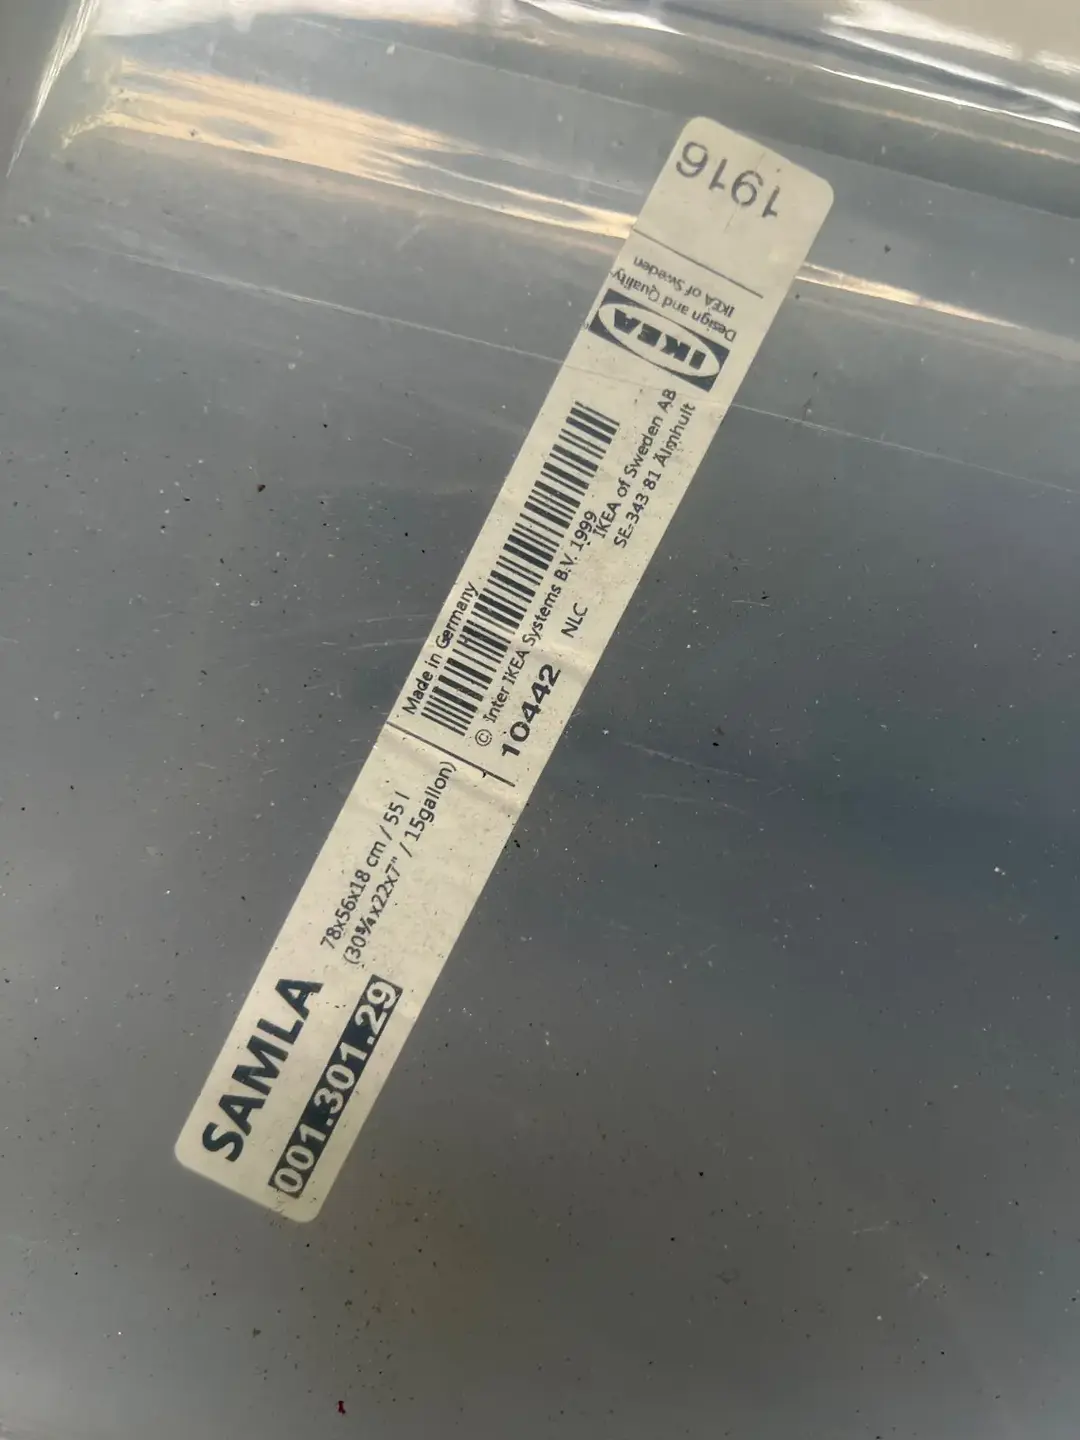 SAMLA
001.301.29
78x56x18 cm / 55 l
(30¾x22x7" / 15gallon)
Made in Germany
© Inter IKEA Systems B.V. 1999
10442
NLC
IKEA of Sweden AB
SE-343 81 Älmhult
IKEA
Design and Quality
IKEA of Sweden
1916